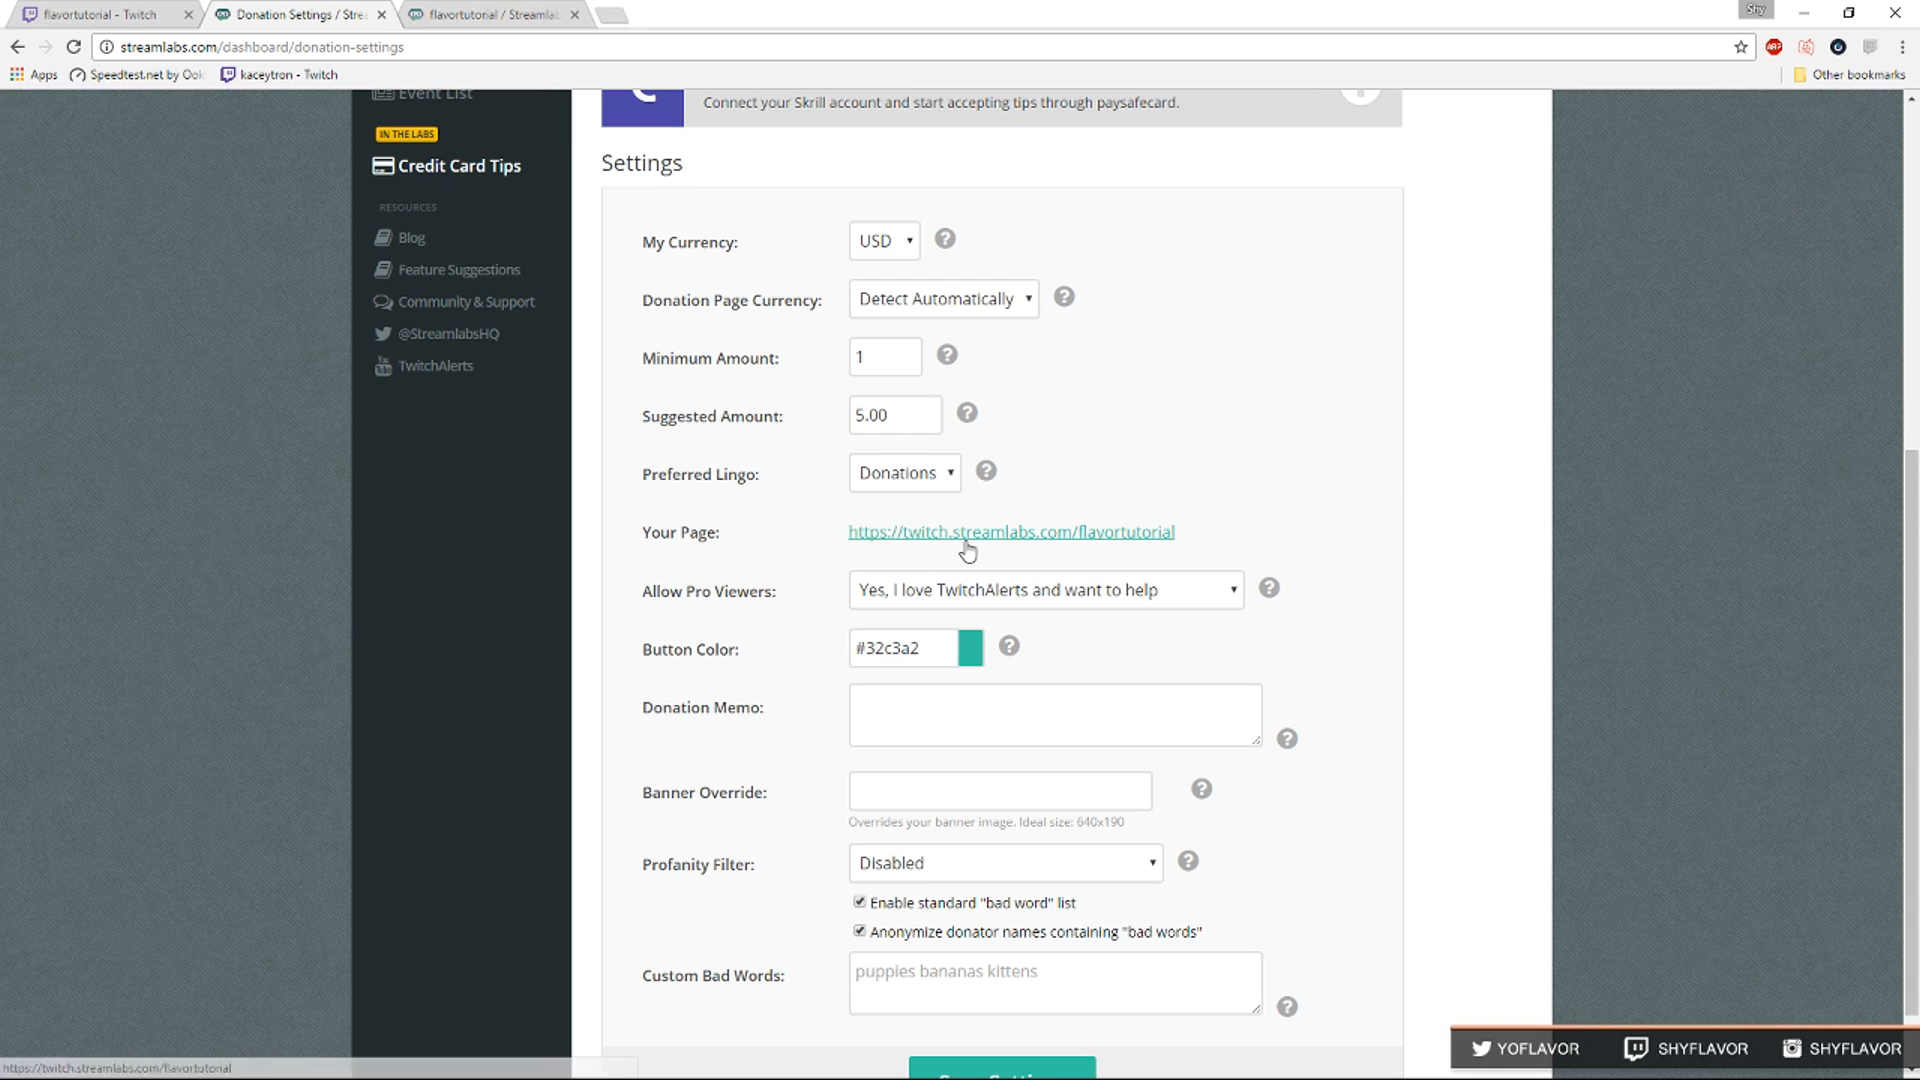 flavortutorial - Twitch
Donation Settings / Stre
flavortutorial / Streamlab
Shy
streamlabs.com/dashboard/donation-settings
ABP
Apps
Speedtest.net by Ook
kaceytron - Twitch
Other bookmarks
Event List
Connect your Skrill account and start accepting tips through paysafecard.
IN THE LABS
Credit Card Tips
RESOURCES
Blog
Feature Suggestions
Community & Support
@StreamlabsHQ
You
TwitchAlerts
Settings
My Currency: USD ?
Donation Page Currency: Detect Automatically ?
Minimum Amount: 1 ?
Suggested Amount: 5.00 ?
Preferred Lingo: Donations ?
Your Page: https://twitch.streamlabs.com/flavortutorial
Allow Pro Viewers: Yes, I love TwitchAlerts and want to help ?
Button Color: #32c3a2 ?
Donation Memo: ?
Banner Override: ?
Overrides your banner image. Ideal size: 640x190
Profanity Filter: Disabled ?
Enable standard "bad word" list
Anonymize donator names containing "bad words"
Custom Bad Words: puppies bananas kittens ?
YOFLAVOR SHYFLAVOR SHYFLAVOR
https://twitch.streamlabs.com/flavortutorial